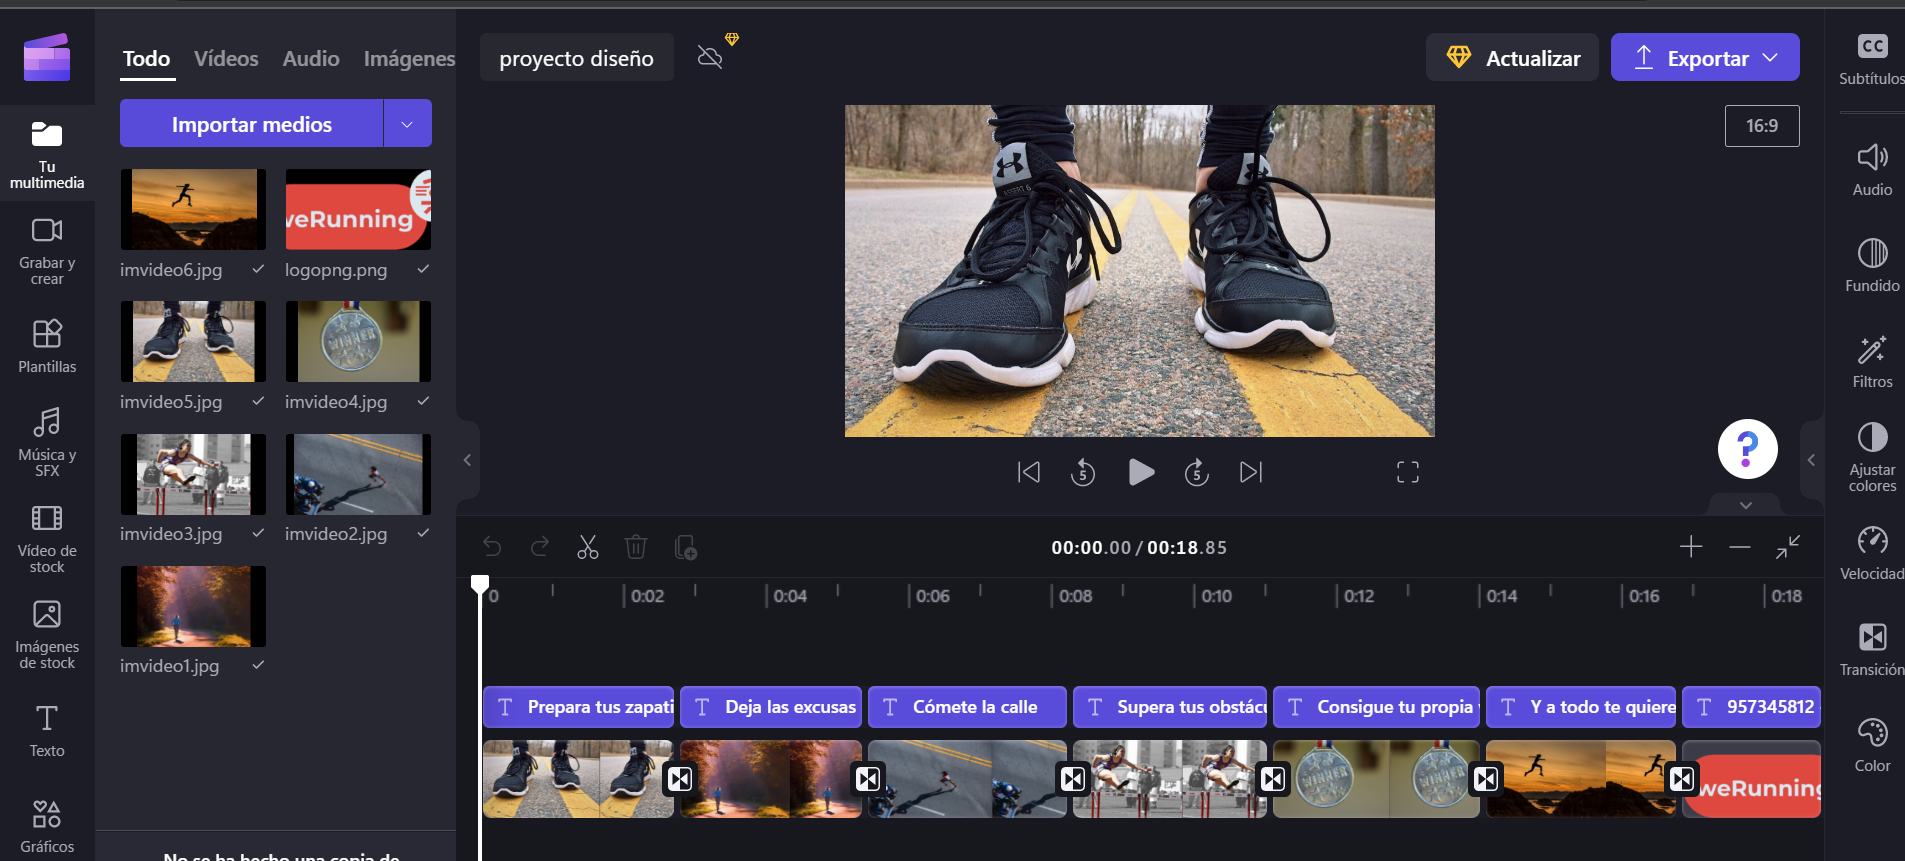 Todo Vídeos Audio Imágenes
proyecto diseño
Actualizar
Exportar
CC
Subtítulos
Importar medios
16:9
Tu
multimedia
weRunning
imvideo6.jpg
logopng.png
Audio
Grabar y
crear
Fundido
WINNER
Plantillas
imvideo5.jpg
imvideo4.jpg
Filtros
Música y
SFX
?
5
5
Ajustar
colores
imvideo3.jpg
imvideo2.jpg
Vídeo de
stock
00:00.00 / 00:18.85
Velocidad
0 0:02 0:04 0:06 0:08 0:10 0:12 0:14 0:16 0:18
Imágenes
de stock
imvideo1.jpg
Transición
T Prepara tus zapati
T Deja las excusas
T Cómete la calle
T Supera tus obstácu
T Consigue tu propia
T Y a todo te quiere
T 957345812
Texto
WINNER
weRunning
Color
Gráficos
No se ha hecho una copia de